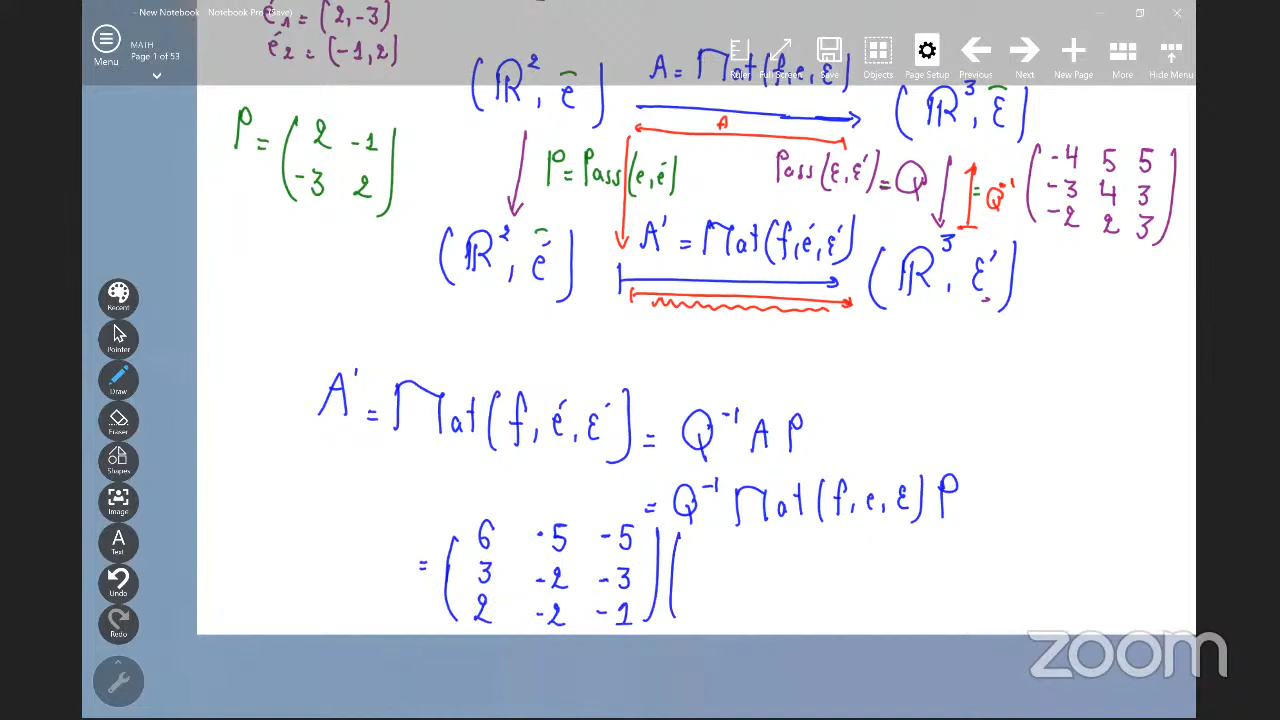 - New Notebook   Notebook Pro (Save)
Menu
MATH
Page 1 of 53
Ruler
Full Screen
Save
Objects
Page Setup
Previous
Next
New Page
More
Hide Menu
é₁ = (2,-3)
é₂ = (-1,2)
(ℝ², e)
A = Mat(f,e,ε)
(ℝ³, ε)
A
P = ( 2 -1
-3 2 )
P = Pass(e,é)
Pass(ε,ε') = Q
= Q⁻¹
( -4 5 5
-3 4 3
-2 2 3 )
(ℝ², é)
A' = Mat(f,é,ε')
(ℝ³, ε')
Recent
Pointer
Draw
Eraser
Shapes
Image
Text
Undo
Redo
A' = Mat(f, é, ε') = Q⁻¹ A P
= Q⁻¹ Mat(f, e, ε) P
= ( 6 -5 -5
3 -2 -3
2 -2 -1 ) (
zoom